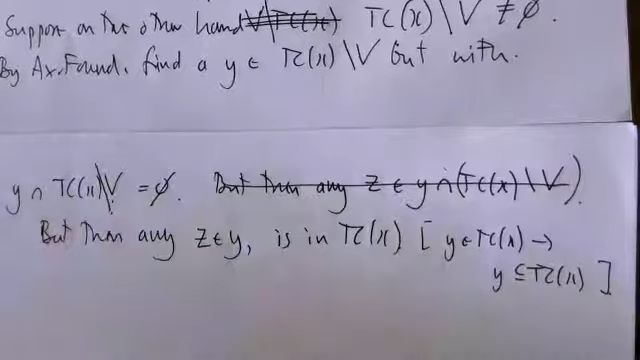 Suppose on the other hand V\TC(x) TC(x)\V ≠ ∅.
By Ax.Found. find a y ∈ TC(x)\V but with.
y ∩ TC(x)\V = ∅. But then any z ∈ y ∩ (TC(x)\V).
But then any z∈y, is in TC(x) [ y∈TC(x) →
y ⊆ TC(x) ]